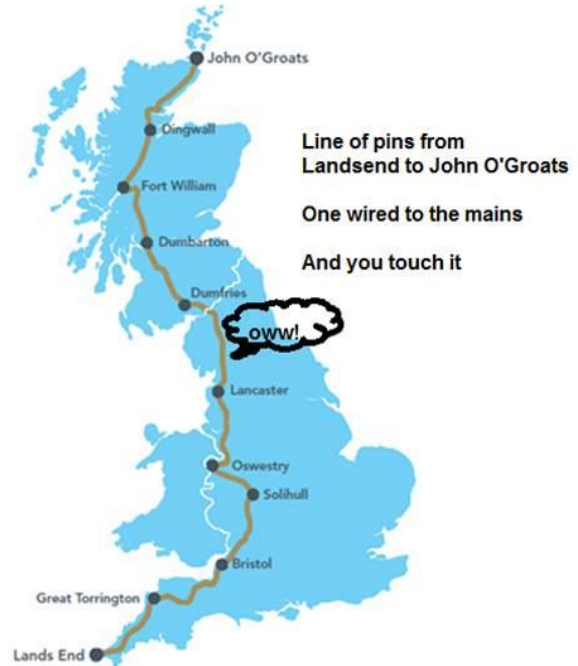 John O'Groats
Dingwall
Line of pins from
Landsend to John O'Groats
Fort William
One wired to the mains
Dumbarton
And you touch it
Dumfries
oww!
Lancaster
Oswestry
Solihull
Bristol
Great Torrington
Lands End